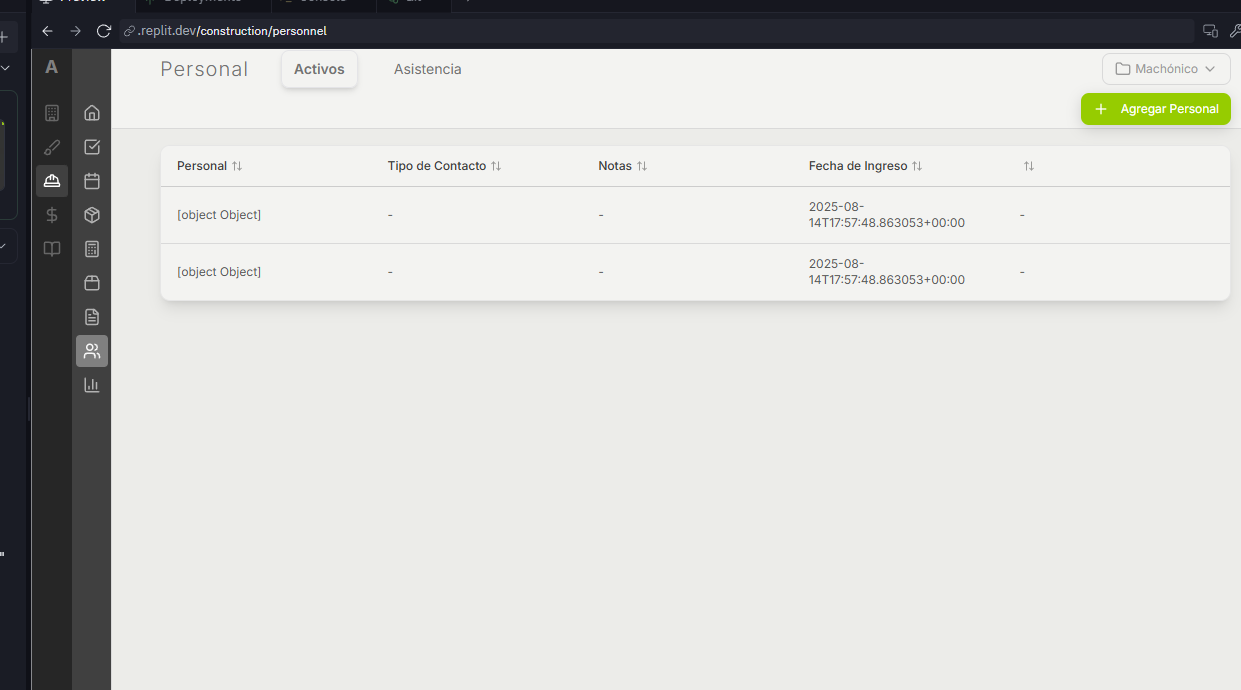 .replit.dev/construction/personnel
A
Personal
Activos
Asistencia
Machónico
+ Agregar Personal
Personal
Tipo de Contacto
Notas
Fecha de Ingreso
[object Object]
-
-
2025-08-
14T17:57:48.863053+00:00
-
[object Object]
-
-
2025-08-
14T17:57:48.863053+00:00
-